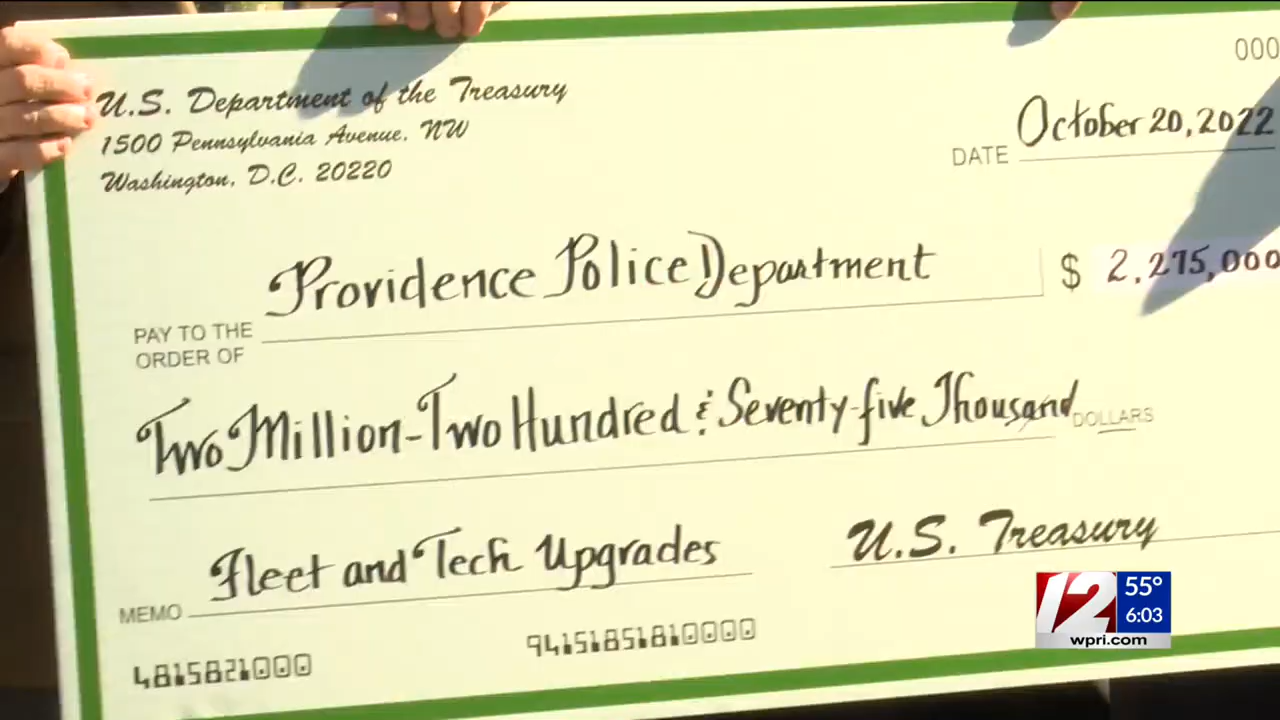 000
U.S. Department of the Treasury
1500 Pennsylvania Avenue, NW
Washington, D.C. 20220
DATE October 20, 2022
PAY TO THE
ORDER OF
Providence Police Department $ 2,275,000
Two Million-Two Hundred & Seventy-five Thousand DOLLARS
MEMO Fleet and Tech Upgrades
U.S. Treasury
4815821000
94151851810000
12
55°
6:03
wpri.com